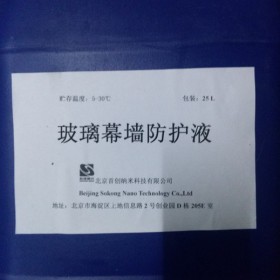 贮存温度：5-30℃ 包装：25 L
玻璃幕墙防护液
北京首创纳米科技有限公司
Beijing Sokong Nano Technology Co.,Ltd
地址：北京市海淀区上地信息路2号创业园D栋205E室